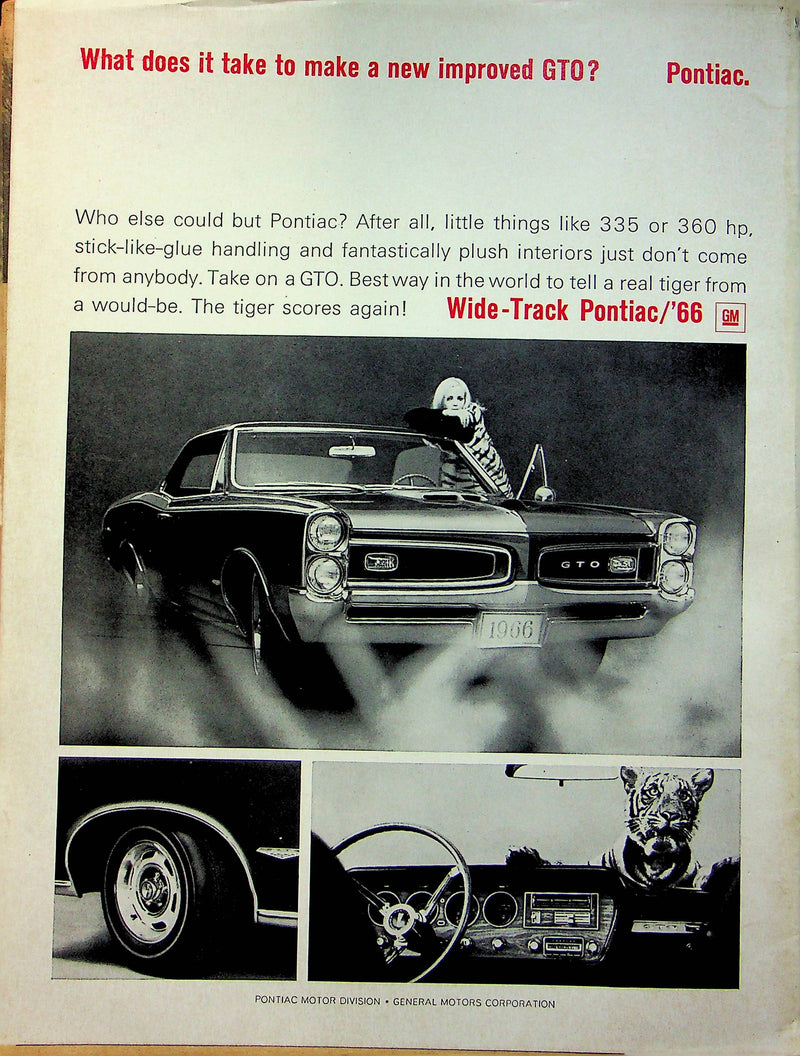 What does it take to make a new improved GTO? Pontiac.
Who else could but Pontiac? After all, little things like 335 or 360 hp,
stick-like-glue handling and fantastically plush interiors just don't come
from anybody. Take on a GTO. Best way in the world to tell a real tiger from
a would-be. The tiger scores again! Wide-Track Pontiac/'66 GM
GTO
1966
PONTIAC MOTOR DIVISION • GENERAL MOTORS CORPORATION